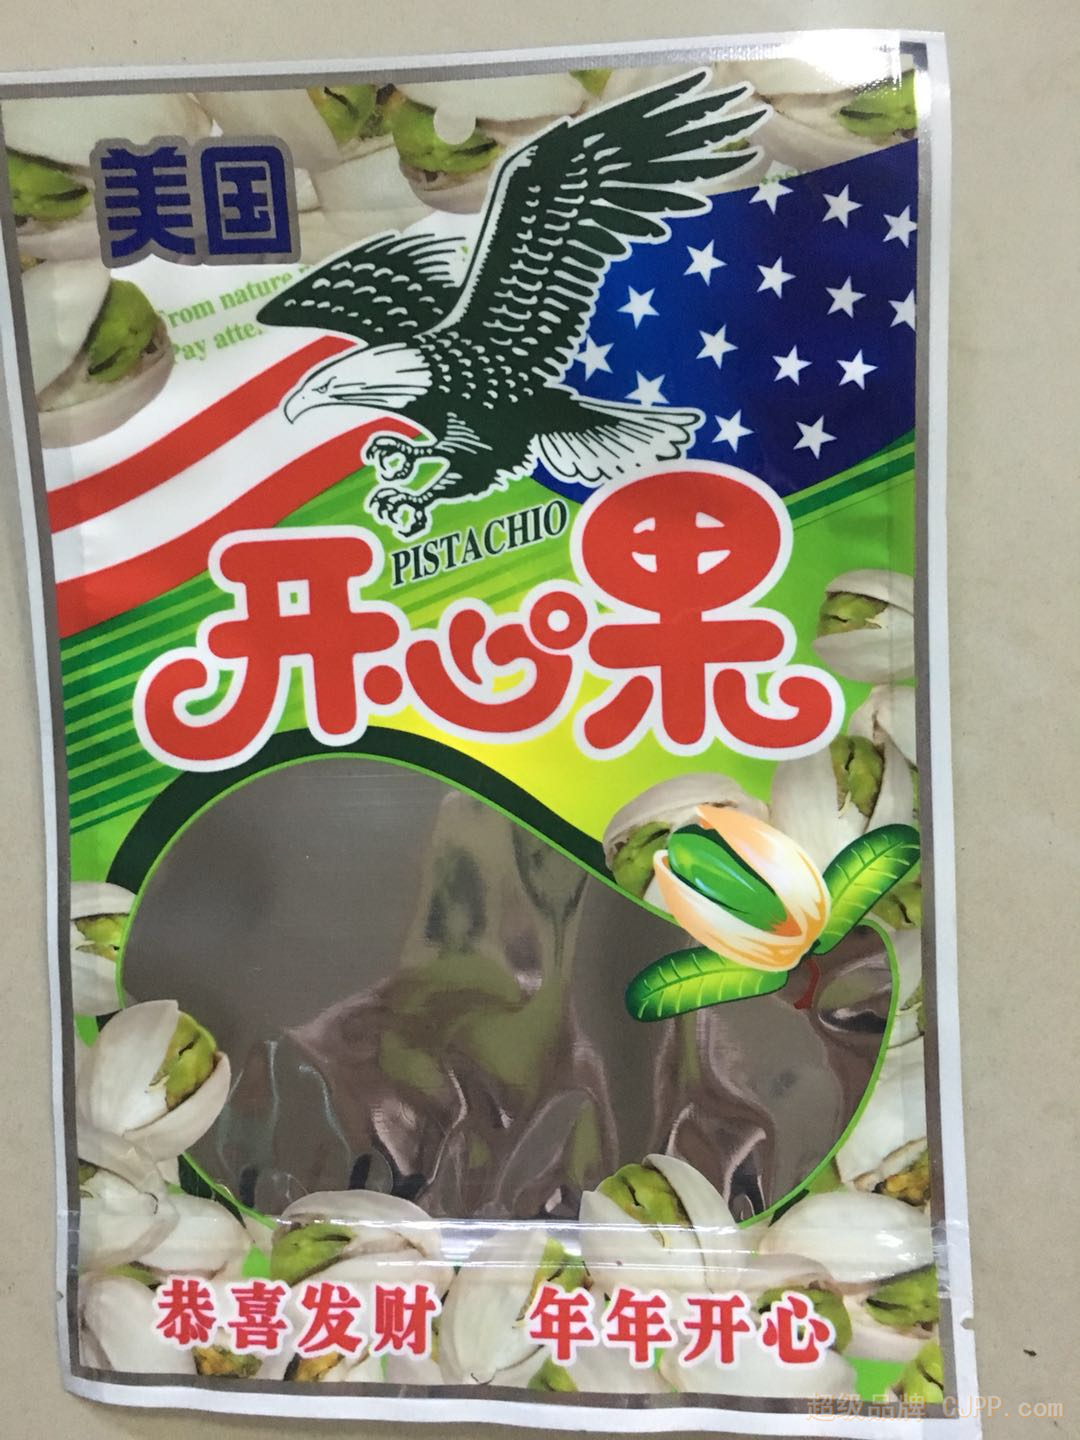 美国
From nature
Pay atte
PISTACHIO
开心果
恭喜发财 年年开心
超级品牌 CJPP.com